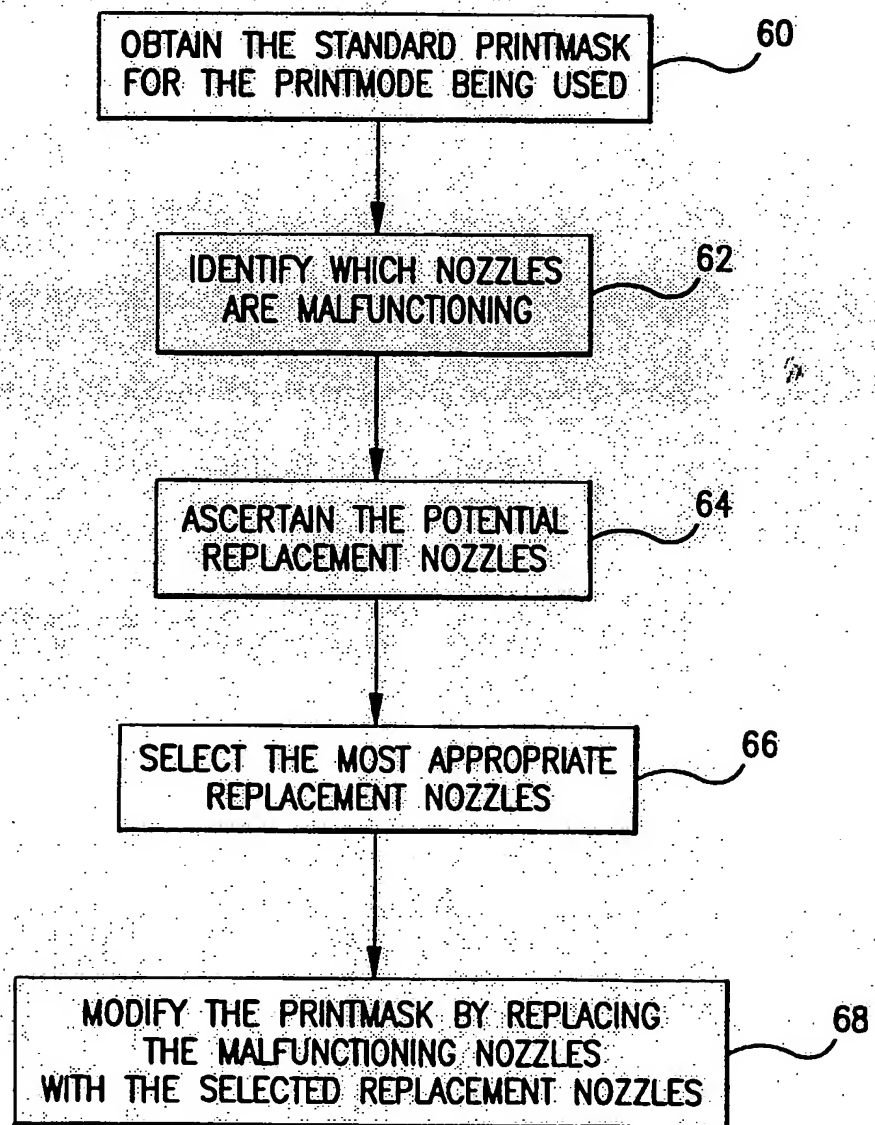 OBTAIN THE STANDARD PRINTMASK
FOR THE PRINTMODE BEING USED
60
IDENTIFY WHICH NOZZLES
ARE MALFUNCTIONING
62
ASCERTAIN THE POTENTIAL
REPLACEMENT NOZZLES
64
SELECT THE MOST APPROPRIATE
REPLACEMENT NOZZLES
66
MODIFY THE PRINTMASK BY REPLACING
THE MALFUNCTIONING NOZZLES
WITH THE SELECTED REPLACEMENT NOZZLES
68